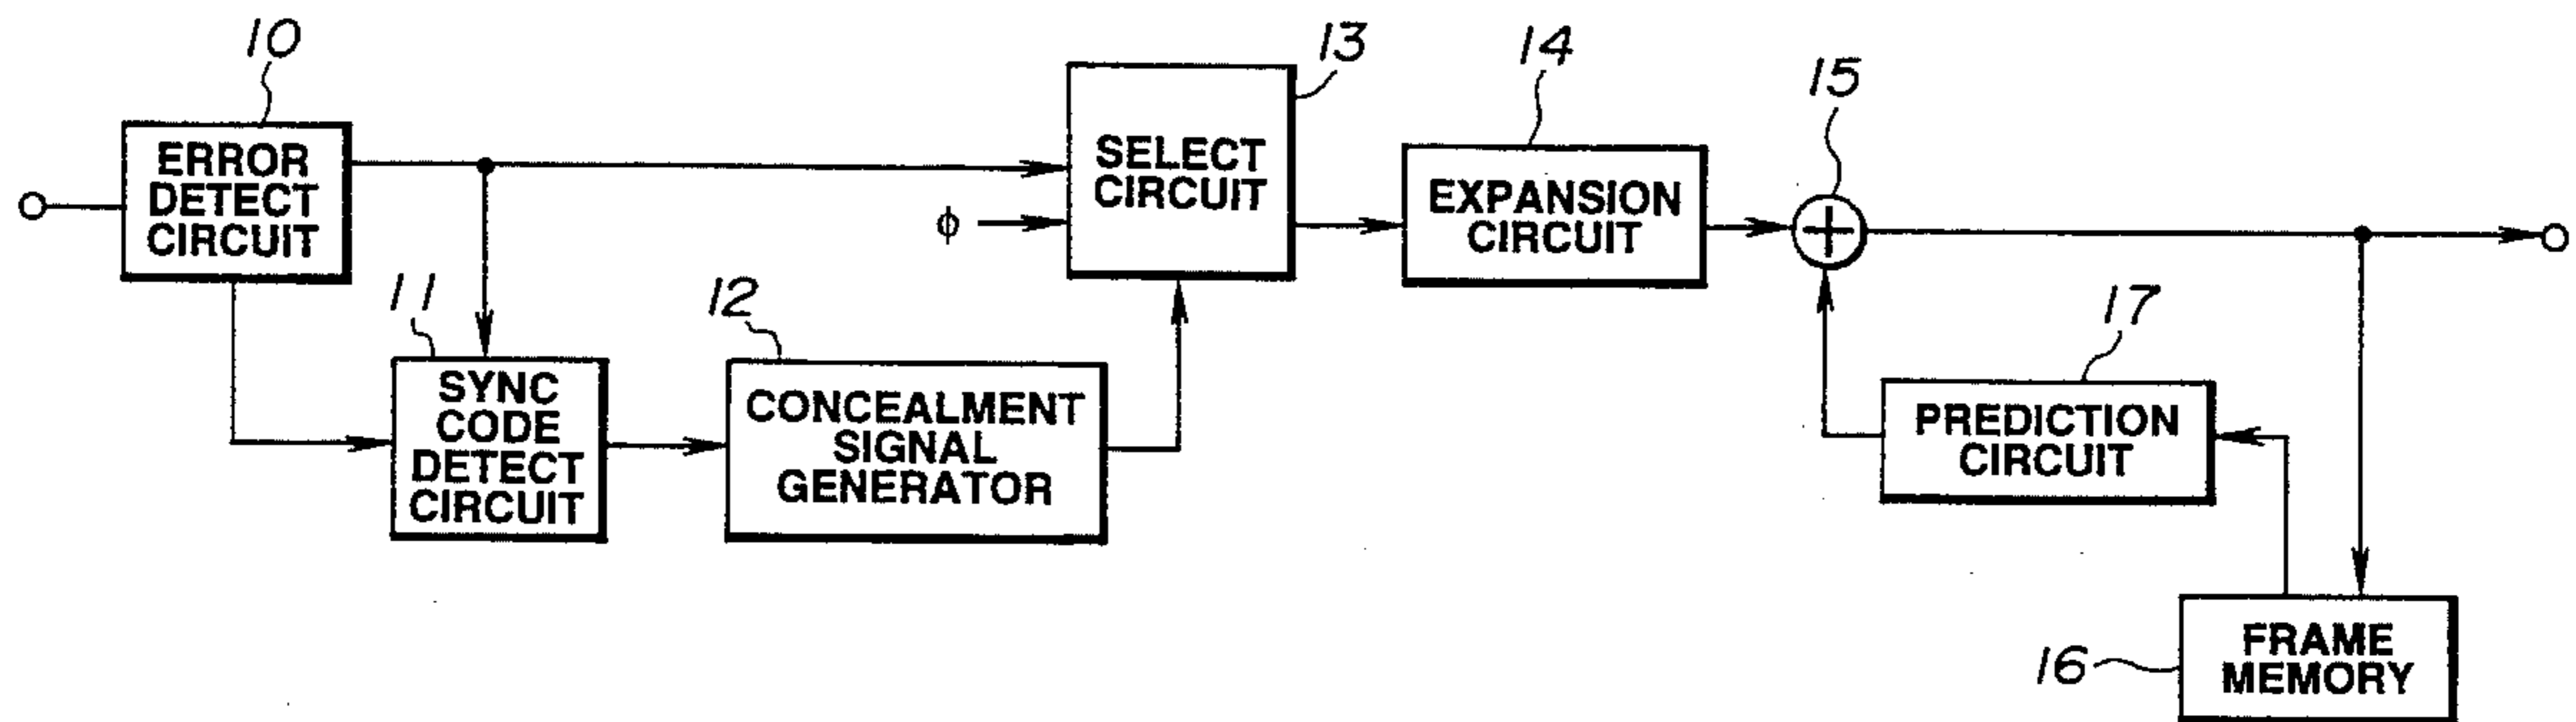 10
ERROR
DETECT
CIRCUIT
11
SYNC
CODE
DETECT
CIRCUIT
12
CONCEALMENT
SIGNAL
GENERATOR
13
SELECT
CIRCUIT
ϕ
14
EXPANSION
CIRCUIT
15
+
17
PREDICTION
CIRCUIT
16
FRAME
MEMORY